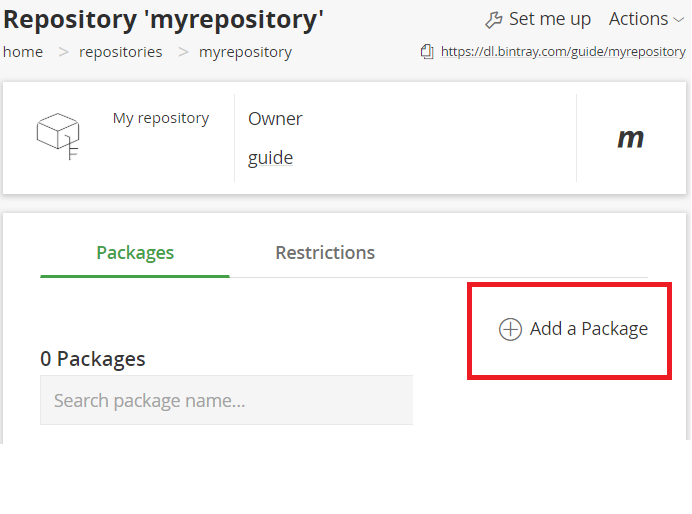 Repository 'myrepository'
Set me up
Actions
home > repositories > myrepository
https://dl.bintray.com/guide/myrepository
My repository
Owner
guide
m
Packages
Restrictions
Add a Package
0 Packages
Search package name...